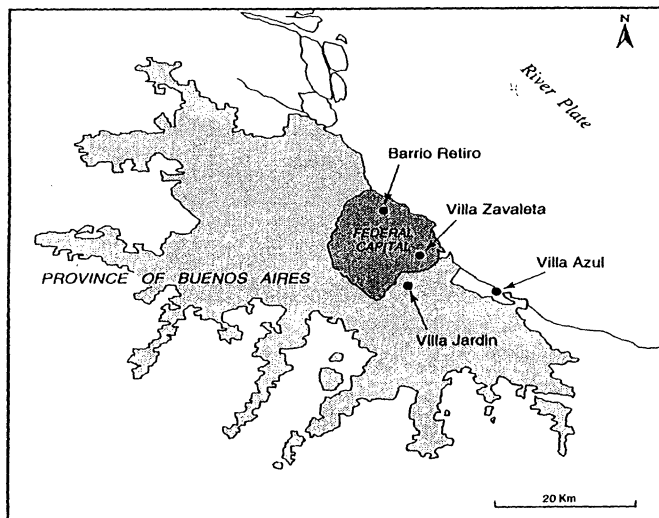 N
River Plate
Barrio Retiro
Villa Zavaleta
FEDERAL
CAPITAL
Villa Azul
PROVINCE OF BUENOS AIRES
Villa Jardin
20 Km